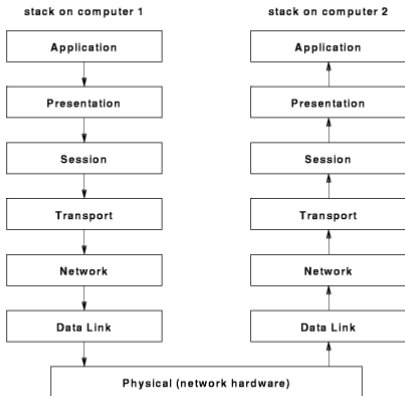 stack on computer 1
stack on computer 2
Application
Application
Presentation
Presentation
Session
Session
Transport
Transport
Network
Network
Data Link
Data Link
Physical (network hardware)